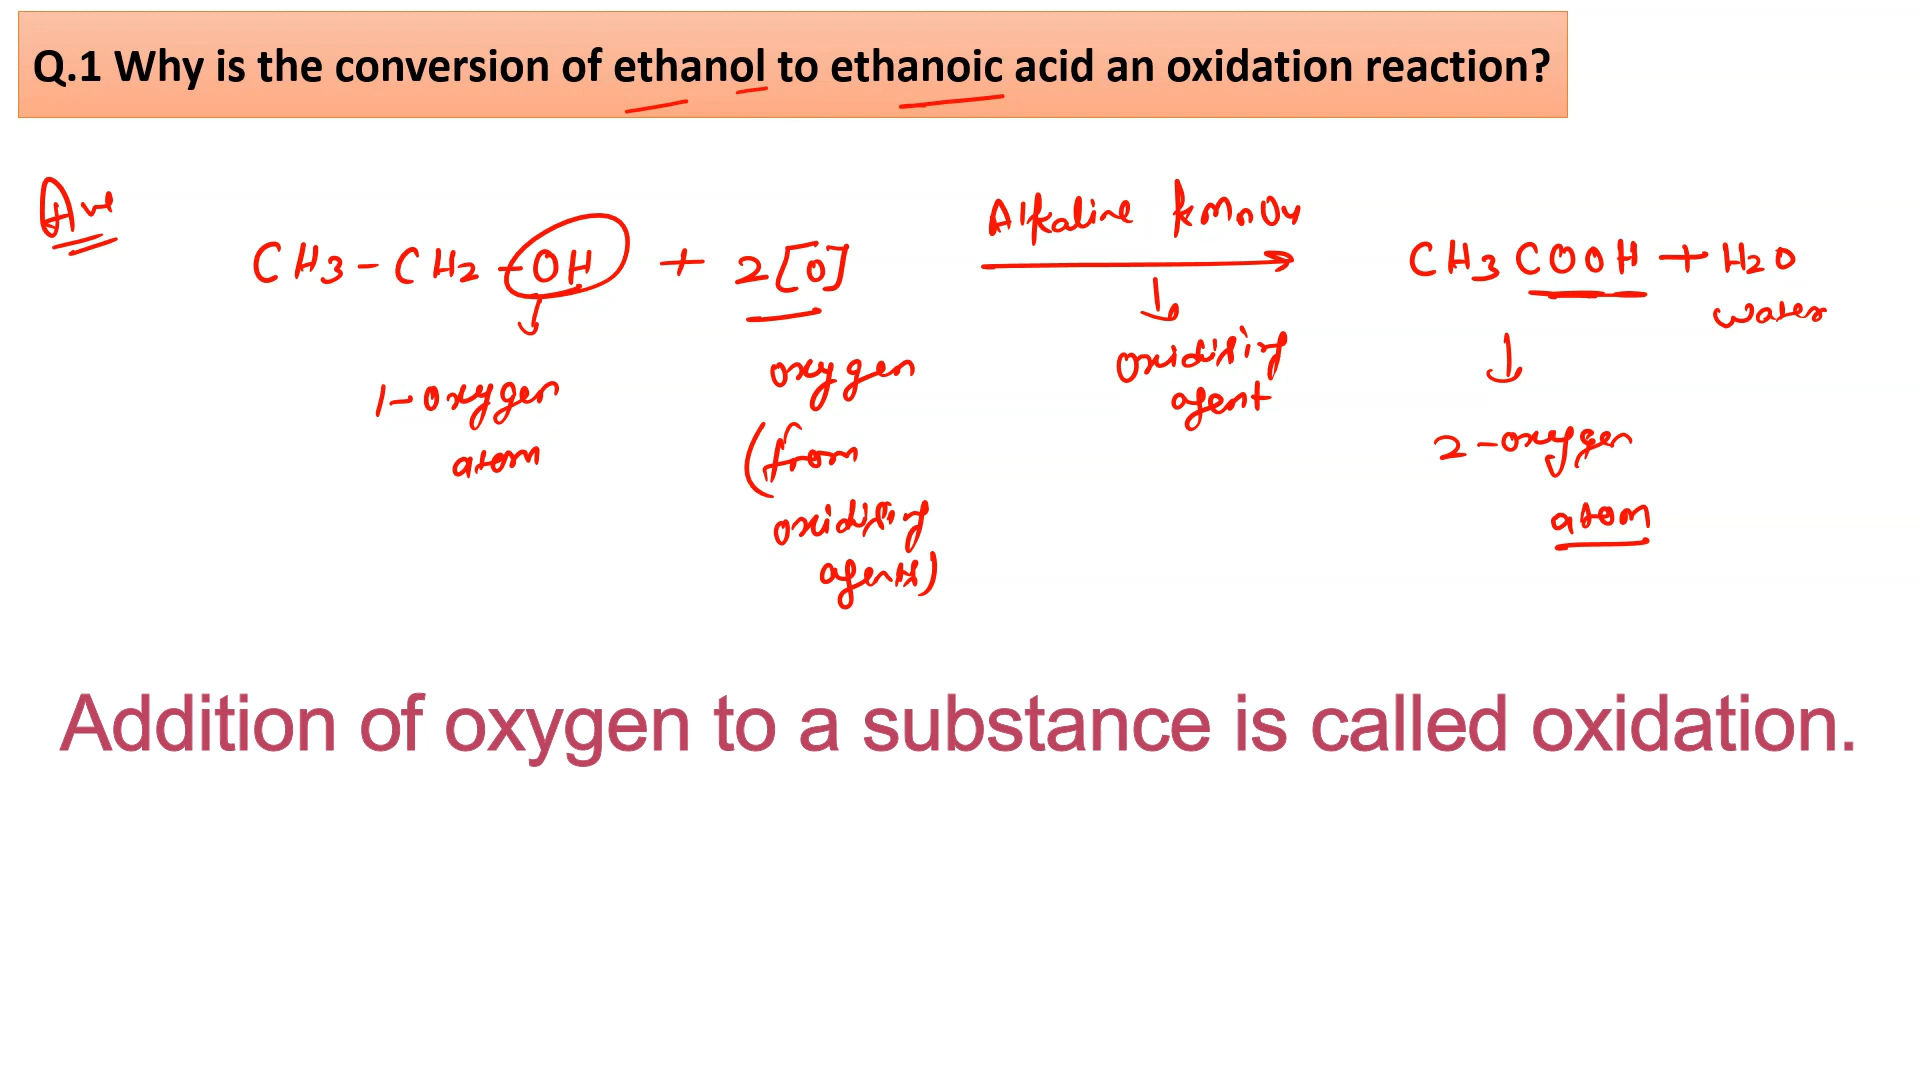 Q.1 Why is the conversion of ethanol to ethanoic acid an oxidation reaction?
Ans
CH3-CH2-OH + 2[O] Alkaline KMnO4 CH3COOH + H2O
1-oxygen atom
oxygen (from oxidising agents)
oxidising agent
2-oxygen atom
water
Addition of oxygen to a substance is called oxidation.